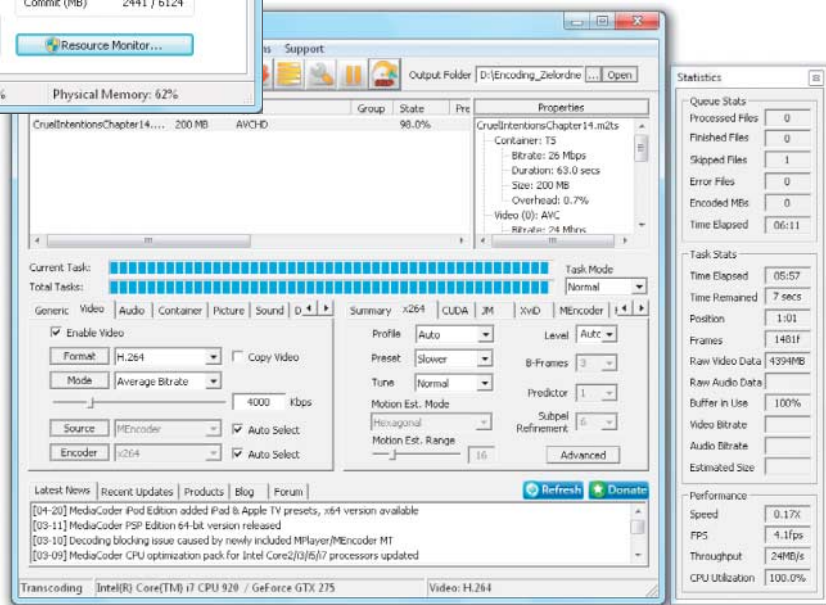 Commit (MB) 2441 / 6124
Resource Monitor...
% Physical Memory: 62%
ns Support
Output Folder D:\Encoding_Zielordne ... Open
Group State Pre Properties
CruelIntentionsChapter14.... 200 MB AVCHD 98.0%
CruelIntentionsChapter14.m2ts
Container: TS
Bitrate: 26 Mbps
Duration: 63.0 secs
Size: 200 MB
Overhead: 0.7%
Video (0): AVC
Bitrate: 24 Mbps
Current Task:
Total Tasks:
Task Mode
Normal
Generic Video Audio Container Picture Sound D
Enable Video
Format H.264 Copy Video
Mode Average Bitrate
4000 Kbps
Source MEncoder Auto Select
Encoder x264 Auto Select
Summary x264 CUDA JM XviD MEncoder
Profile Auto Level Autc
Preset Slower B-Frames 3
Tune Normal Predictor 1
Motion Est. Mode
Hexagonal
Subpel
Refinement 6
Motion Est. Range
16 Advanced
Latest News Recent Updates Products Blog Forum Refresh Donate
[04-20] MediaCoder iPod Edition added iPad & Apple TV presets, x64 version available
[03-11] MediaCoder PSP Edition 64-bit version released
[03-10] Decoding blocking issue caused by newly included MPlayer/MEncoder MT
[03-09] MediaCoder CPU optimization pack for Intel Core2/i3/i5/i7 processors updated
Transcoding Intel(R) Core(TM) i7 CPU 920 / GeForce GTX 275 Video: H.264
Statistics
Queue Stats
Processed Files 0
Finished Files 0
Skipped Files 1
Error Files 0
Encoded MBs 0
Time Elapsed 06:11
Task Stats
Time Elapsed 05:57
Time Remained 7 secs
Position 1:01
Frames 1481f
Raw Video Data 4394MB
Raw Audio Data
Buffer in Use 100%
Video Bitrate
Audio Bitrate
Estimated Size
Performance
Speed 0.17X
FPS 4.1fps
Throughput 24MB/s
CPU Utilization 100.0%